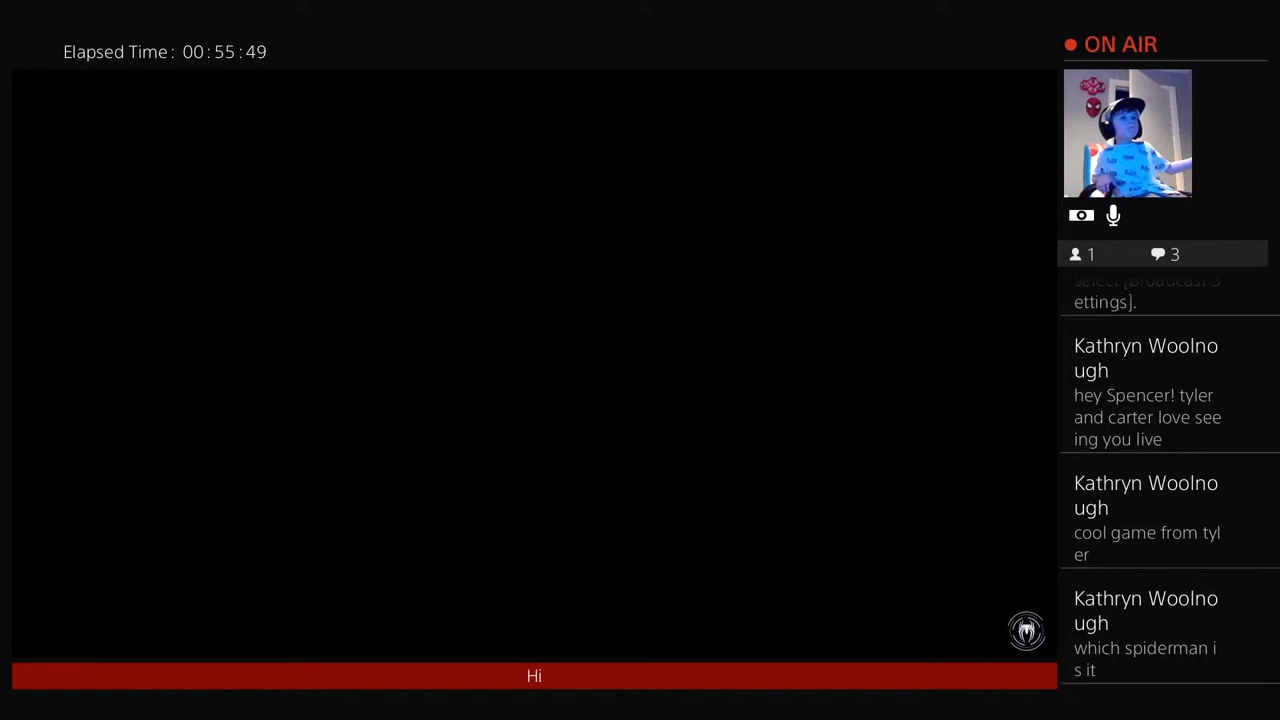 Elapsed Time: 00:55:49
ON AIR
1 3
select [Broadcast S
ettings].
Kathryn Woolno
ugh
hey Spencer! tyler
and carter love see
ing you live
Kathryn Woolno
ugh
cool game from tyl
er
Kathryn Woolno
ugh
which spiderman i
s it
Hi